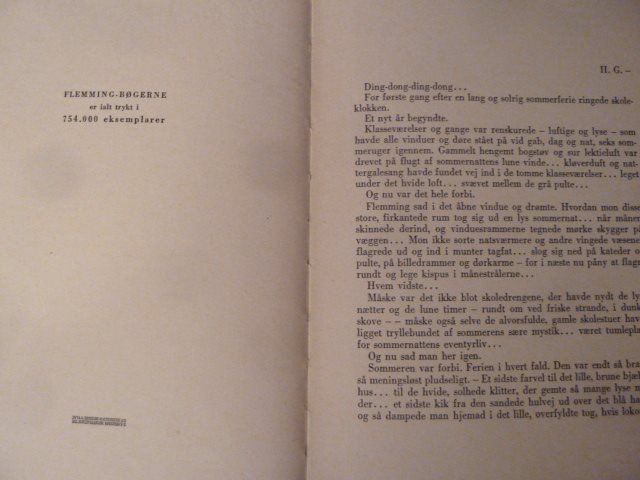 FLEMMING-BØGERNE
er ialt trykt i
754.000 eksemplarer
H. G. –
Ding-dong-ding-dong...
For første gang efter en lang og solrig sommerferie ringede skole-
klokken.
Et nyt år begyndte.
Klasseværelser og gange var renskurede – luftige og lyse – som
havde alle vinduer og døre stået på vid gab, dag og nat, seks som-
meruger igennem. Gammelt hengemt bogstøv og sur lektieluft var
drevet på flugt af sommernattens lune vinde... kløverduft og nat-
tergalesang havde fundet vej ind i de tomme klasseværelser... leget
under det hvide loft... svævet mellem de grå pulte...
Og nu var det hele forbi.
Flemming sad i det åbne vindue og drømte. Hvordan mon disse
store, firkantede rum tog sig ud en lys sommernat... når måner
skinnede derind, og vinduesrammerne tegnede mørke skygger på
væggen... Mon ikke sorte natsværmere og andre vingede væsener
flagrede ud og ind i munter tagfat... slog sig ned på kateder og
pulte, på billedrammer og dørkarme – for i næste nu påny at flagr
rundt og lege kispus i månestrålerne...
Hvem vidste...
Måske var det ikke blot skoledrengene, der havde nydt de ly
nætter og de lune timer – rundt om ved friske strande, i dunk
skove – – måske også selve de alvorsfulde, gamle skolestuer hav
ligget tryllebundet af sommerens sære mystik... været tumlepla
for sommernattens eventyrliv...
Og nu sad man her igen.
Sommeren var forbi. Ferien i hvert fald. Den var endt så bra
så meningsløst pludseligt. – Et sidste farvel til det lille, brune bjæl
hus... til de hvide, solhede klitter, der gemte så mange lyse m
der... et sidste kik fra den sandede hulvej ud over det blå ha
og så dampede man hjemad i det lille, overfyldte tog, hvis loko